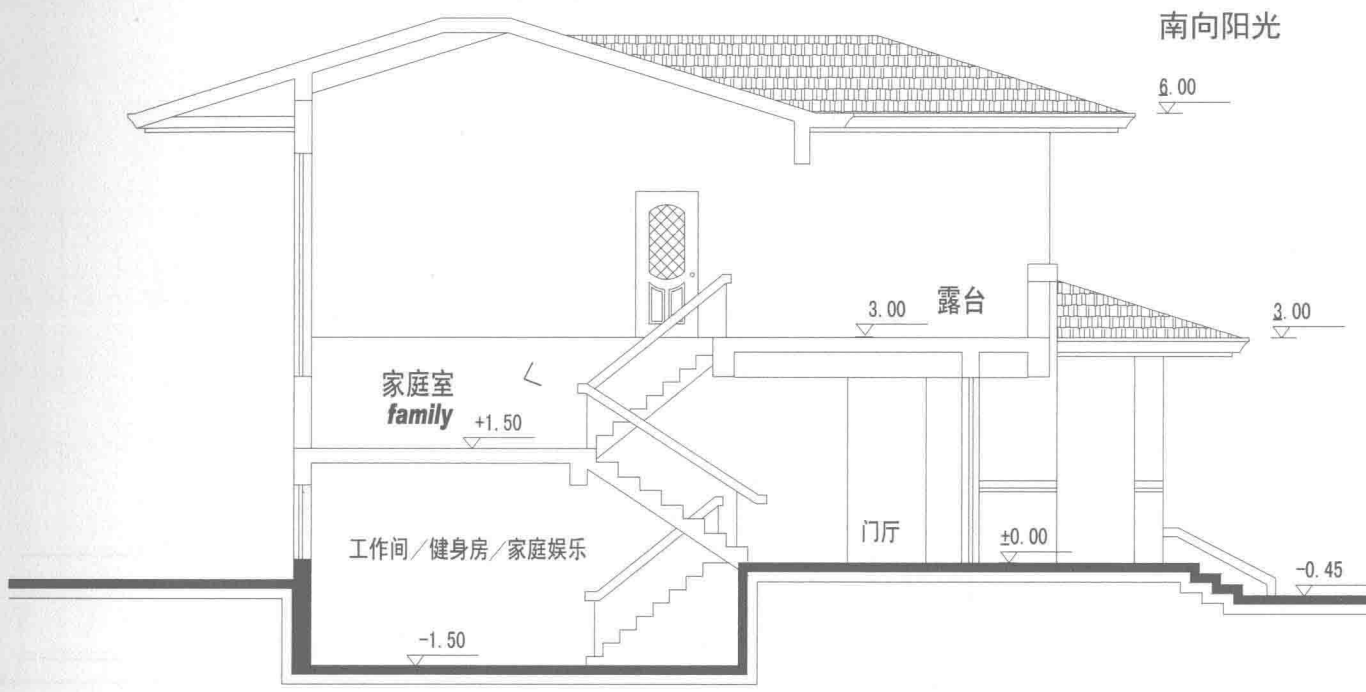 南向阳光
6.00
3.00
露台
3.00
家庭室
family
+1.50
门厅
±0.00
工作间／健身房／家庭娱乐
-0.45
-1.50